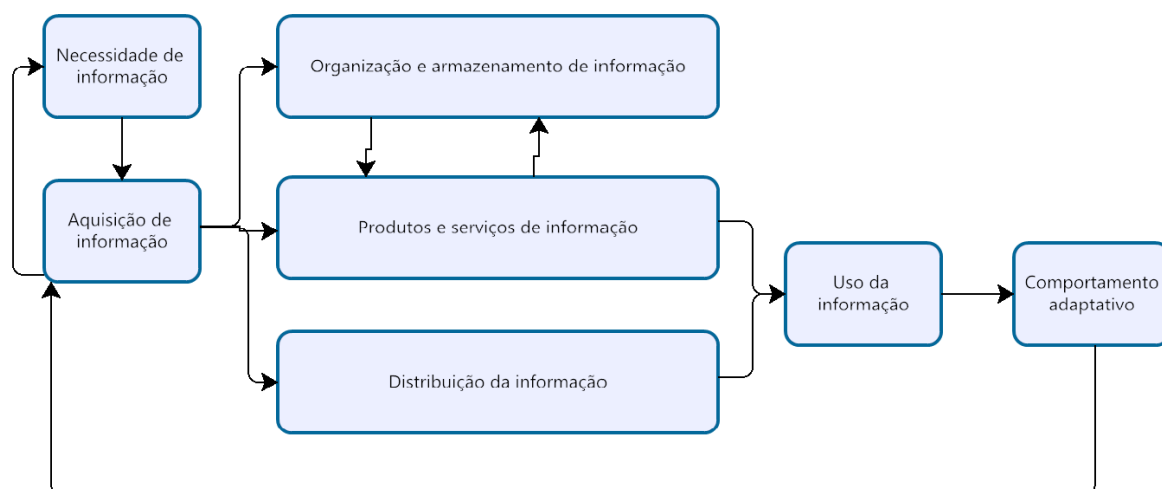 Necessidade de
informação
Organização e armazenamento de informação
Aquisição de
informação
Produtos e serviços de informação
Uso da
informação
Comportamento
adaptativo
Distribuição da informação